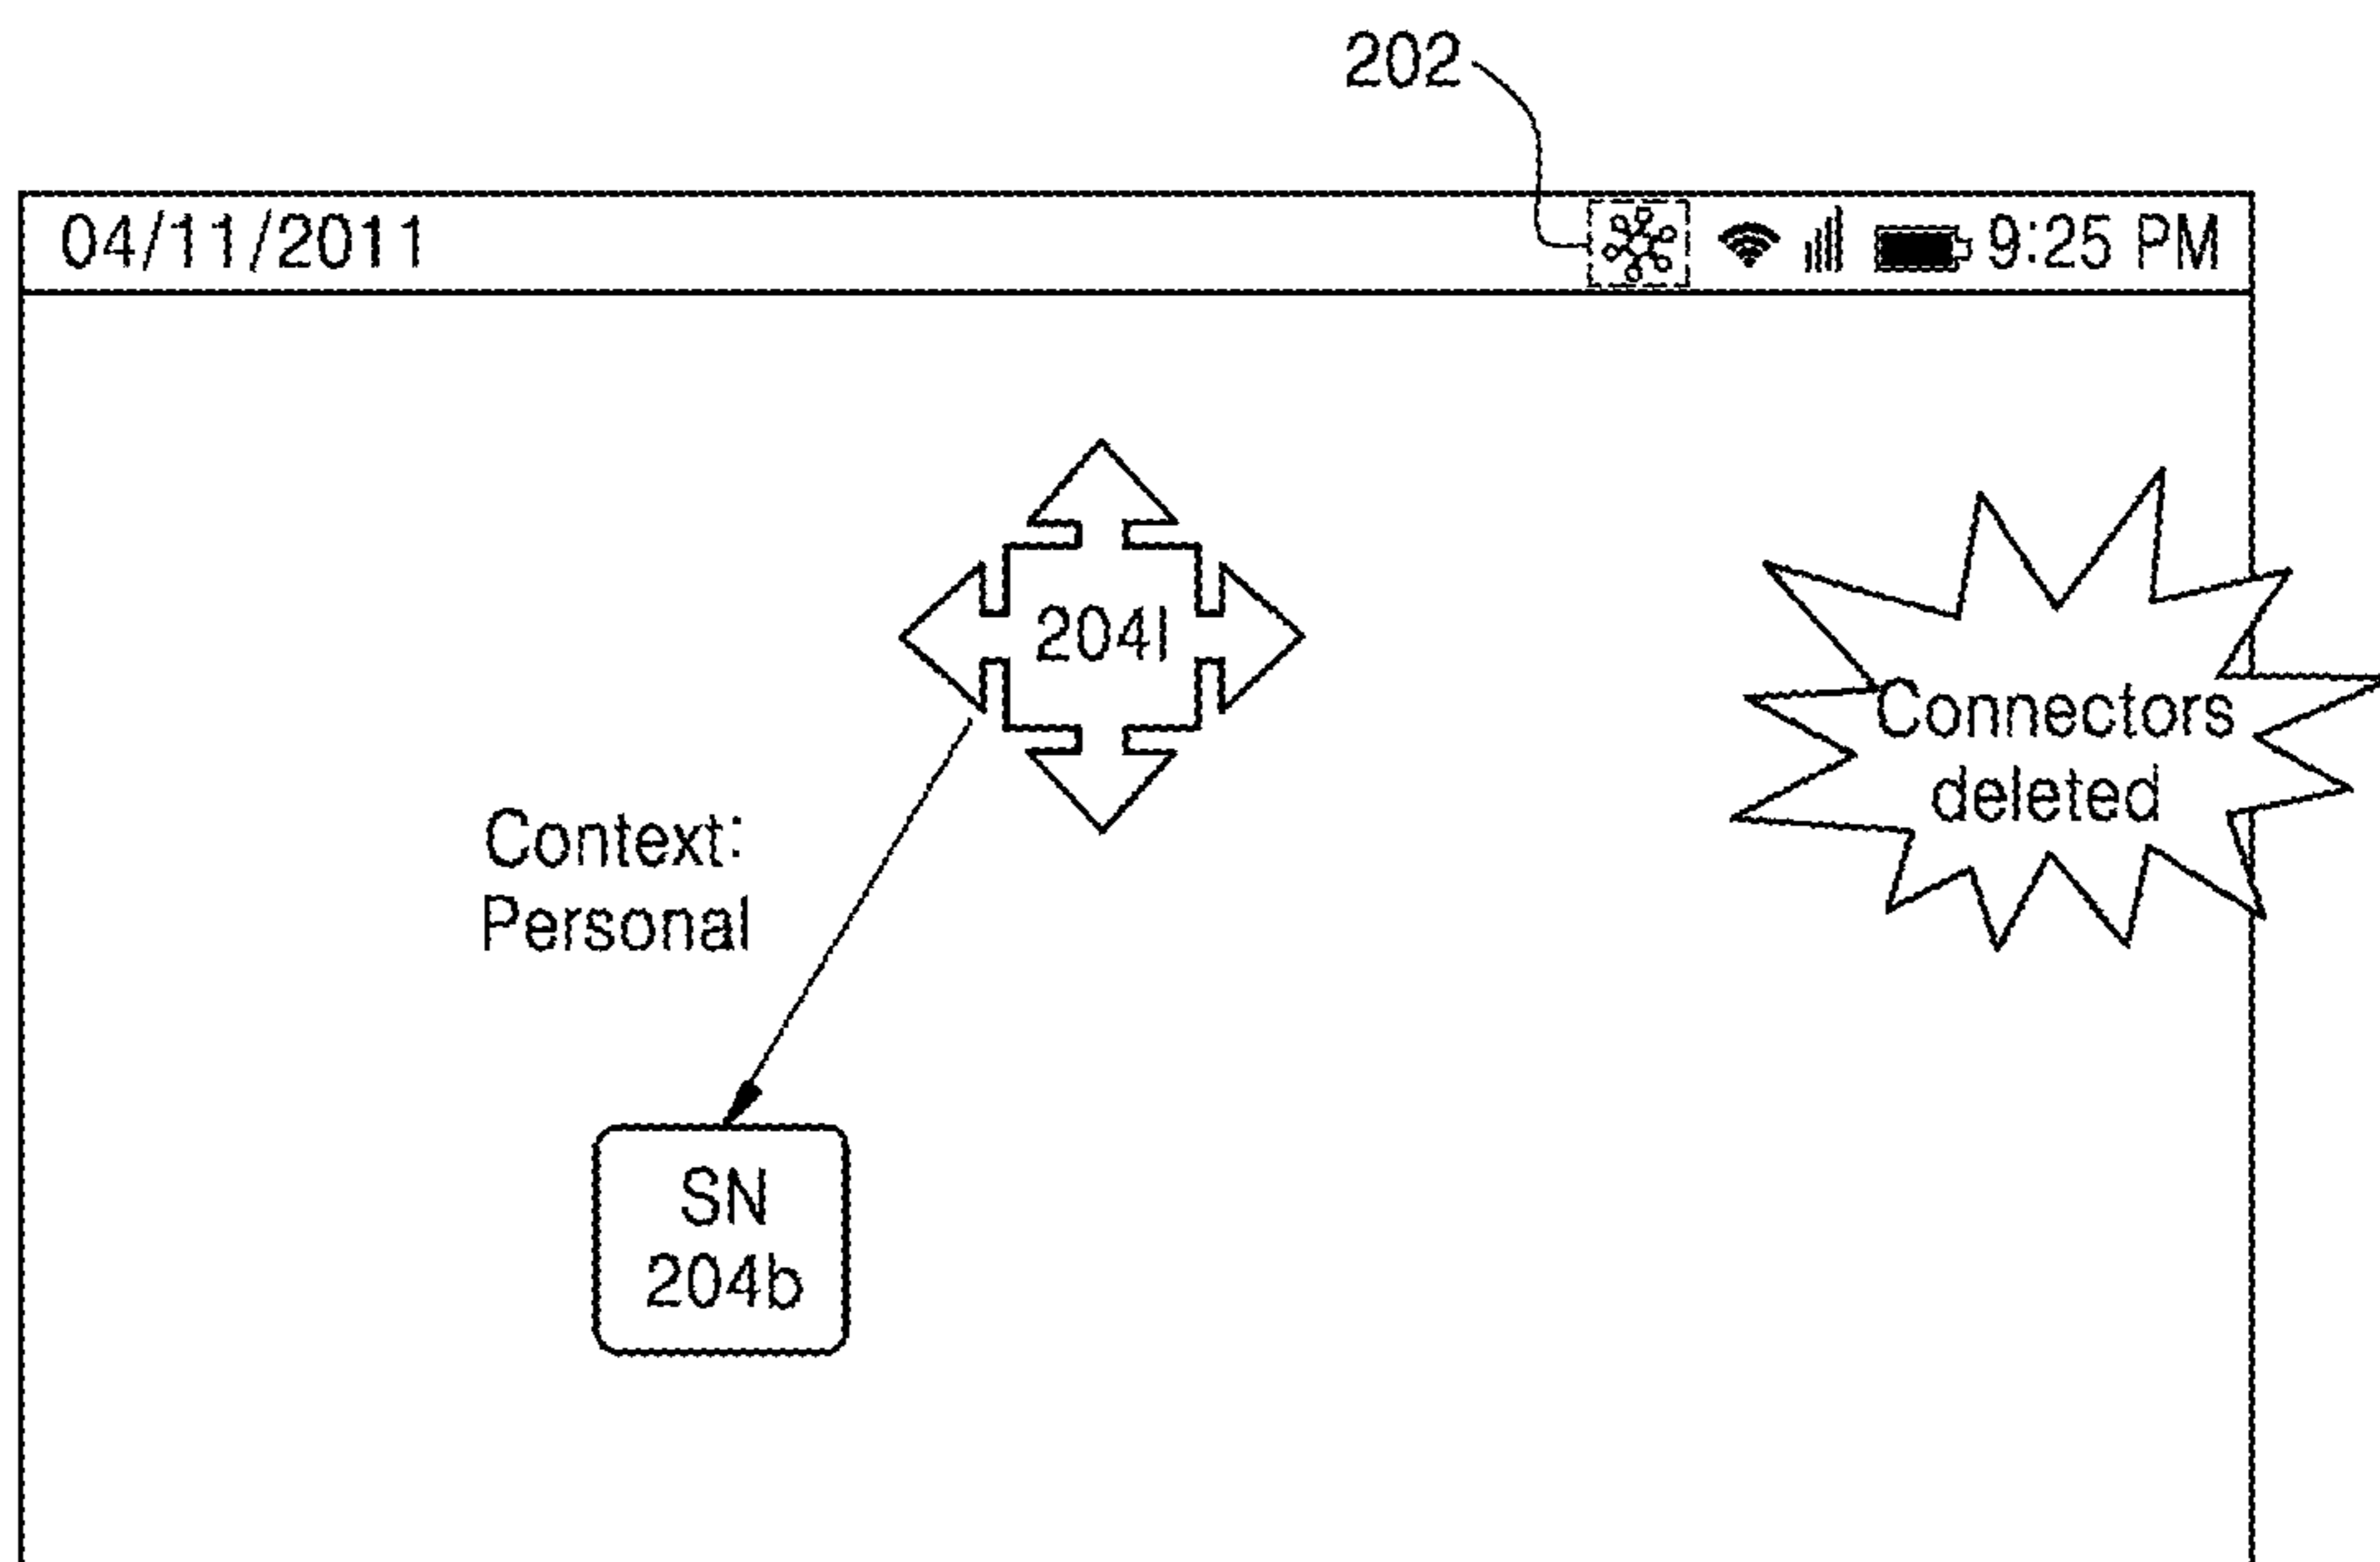 202
04/11/2011
9:25 PM
204l
Connectors
deleted
Context:
Personal
SN
204b